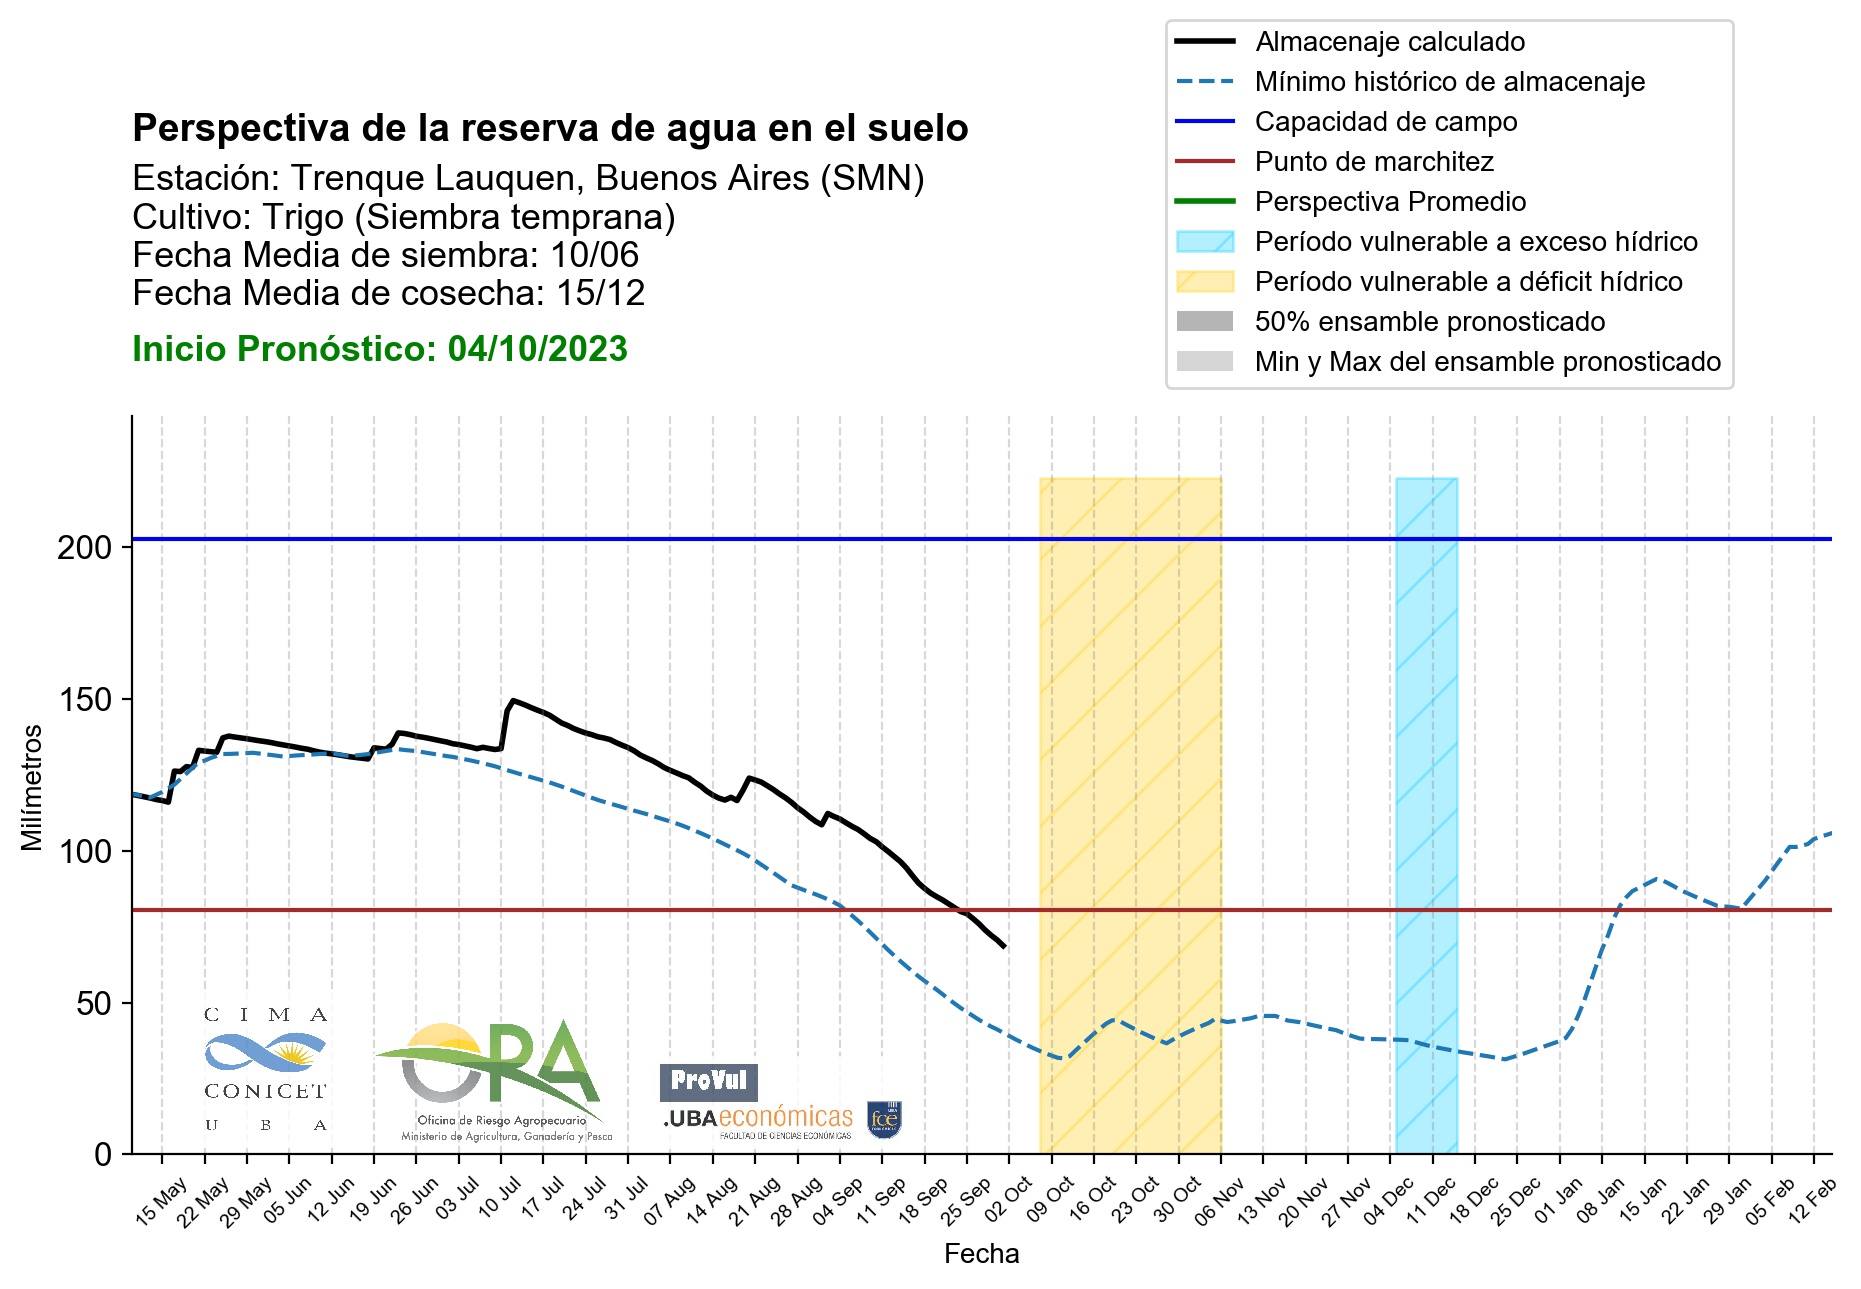 Almacenaje calculado
Mínimo histórico de almacenaje
Capacidad de campo
Punto de marchitez
Perspectiva Promedio
Período vulnerable a exceso hídrico
Período vulnerable a déficit hídrico
50% ensamble pronosticado
Min y Max del ensamble pronosticado
Perspectiva de la reserva de agua en el suelo
Estación: Trenque Lauquen, Buenos Aires (SMN)
Cultivo: Trigo (Siembra temprana)
Fecha Media de siembra: 10/06
Fecha Media de cosecha: 15/12
Inicio Pronóstico: 04/10/2023
Milímetros
200
150
100
50
0
CIMA
CONICET
UBA
ORA
Oficina de Riesgo Agropecuario
Ministerio de Agricultura, Ganadería y Pesca
ProVul
.UBAeconómicas
FACULTAD DE CIENCIAS ECONÓMICAS
UBA
fce
15 May 22 May 29 May 05 Jun 12 Jun 19 Jun 26 Jun 03 Jul 10 Jul 17 Jul 24 Jul 31 Jul 07 Aug 14 Aug 21 Aug 28 Aug 04 Sep 11 Sep 18 Sep 25 Sep 02 Oct 09 Oct 16 Oct 23 Oct 30 Oct 06 Nov 13 Nov 20 Nov 27 Nov 04 Dec 11 Dec 18 Dec 25 Dec 01 Jan 08 Jan 15 Jan 22 Jan 29 Jan 05 Feb 12 Feb
Fecha